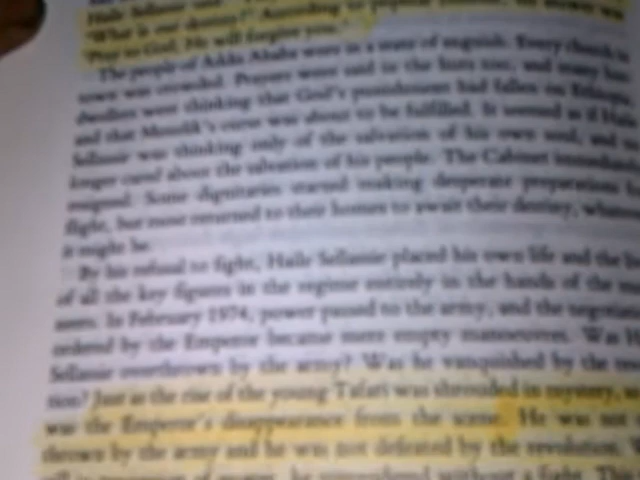 Haile Sellassie said
"What is our destiny?" According to popular
"Pray to God. He will forgive you."
The people of Addis Ababa were in a state of anguish. Every church in
town was crowded. Prayers were said in the huts too, and many
dwellers were thinking that God's punishment had fallen on Ethiopia
and that Menilik's curse was about to be fulfilled. It seemed as if Haile
Sellassie was thinking only of the salvation of his own soul, and no
longer cared about the salvation of his people. The Cabinet immediately
resigned. Some dignitaries started making desperate preparations
flight, but most returned to their homes to await their destiny, whatever
it might be.
By his refusal to fight, Haile Sellassie placed his own life and the
of all the key figures in the regime entirely in the hands of the
In February 1974, power passed to the army, and the
ordered by the Emperor became mere empty manoeuvres. Was
Sellassie overthrown by the army? Was he vanquished by the
tion? Just as the rise of the young Tafari was shrouded in mystery,
was the Emperor's disappearance from the scene. He was not
thrown by the army and he was not defeated by the revolution.
he surrendered without a fight. This